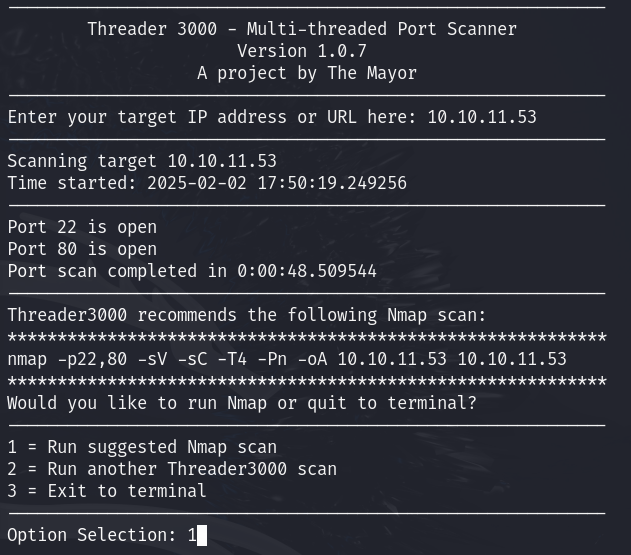 Threader 3000 - Multi-threaded Port Scanner
Version 1.0.7
A project by The Mayor
Enter your target IP address or URL here: 10.10.11.53
Scanning target 10.10.11.53
Time started: 2025-02-02 17:50:19.249256
Port 22 is open
Port 80 is open
Port scan completed in 0:00:48.509544
Threader3000 recommends the following Nmap scan:
************************************************************
nmap -p22,80 -sV -sC -T4 -Pn -oA 10.10.11.53 10.10.11.53
************************************************************
Would you like to run Nmap or quit to terminal?
1 = Run suggested Nmap scan
2 = Run another Threader3000 scan
3 = Exit to terminal
Option Selection: 1